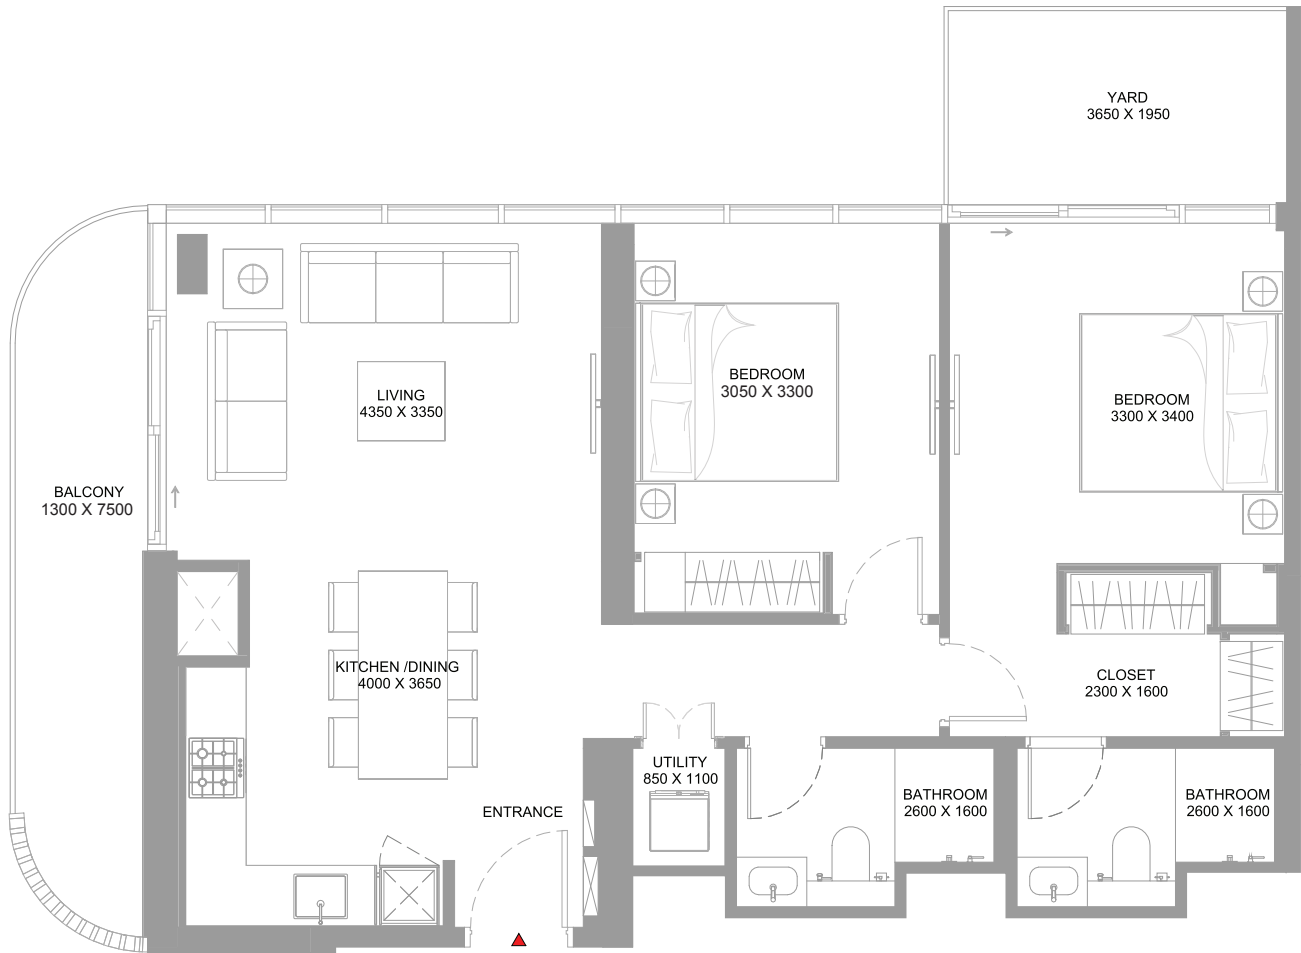 YARD
3650 X 1950
BEDROOM
3050 X 3300
LIVING
4350 X 3350
BEDROOM
3300 X 3400
BALCONY
1300 X 7500
KITCHEN /DINING
4000 X 3650
CLOSET
2300 X 1600
UTILITY
850 X 1100
BATHROOM
2600 X 1600
BATHROOM
2600 X 1600
ENTRANCE